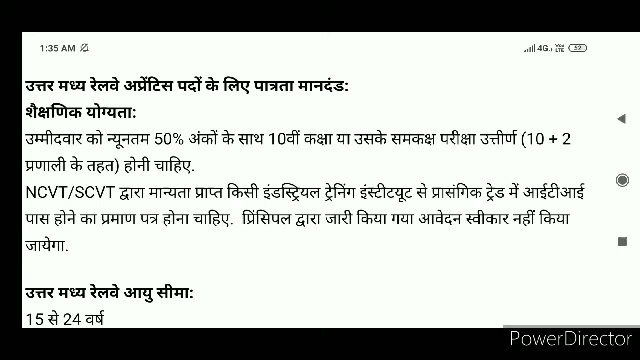 1:35 AM
4G 52
उत्तर मध्य रेलवे अप्रेंटिस पदों के लिए पात्रता मानदंड:
शैक्षणिक योग्यता:
उम्मीदवार को न्यूनतम 50% अंकों के साथ 10वीं कक्षा या उसके समकक्ष परीक्षा उत्तीर्ण (10 + 2
प्रणाली के तहत) होनी चाहिए.
NCVT/SCVT द्वारा मान्यता प्राप्त किसी इंडस्ट्रियल ट्रेनिंग इंस्टीटयूट से प्रासंगिक ट्रेड में आईटीआई
पास होने का प्रमाण पत्र होना चाहिए. प्रिंसिपल द्वारा जारी किया गया आवेदन स्वीकार नहीं किया
जायेगा.
उत्तर मध्य रेलवे आयु सीमा:
15 से 24 वर्ष
PowerDirector